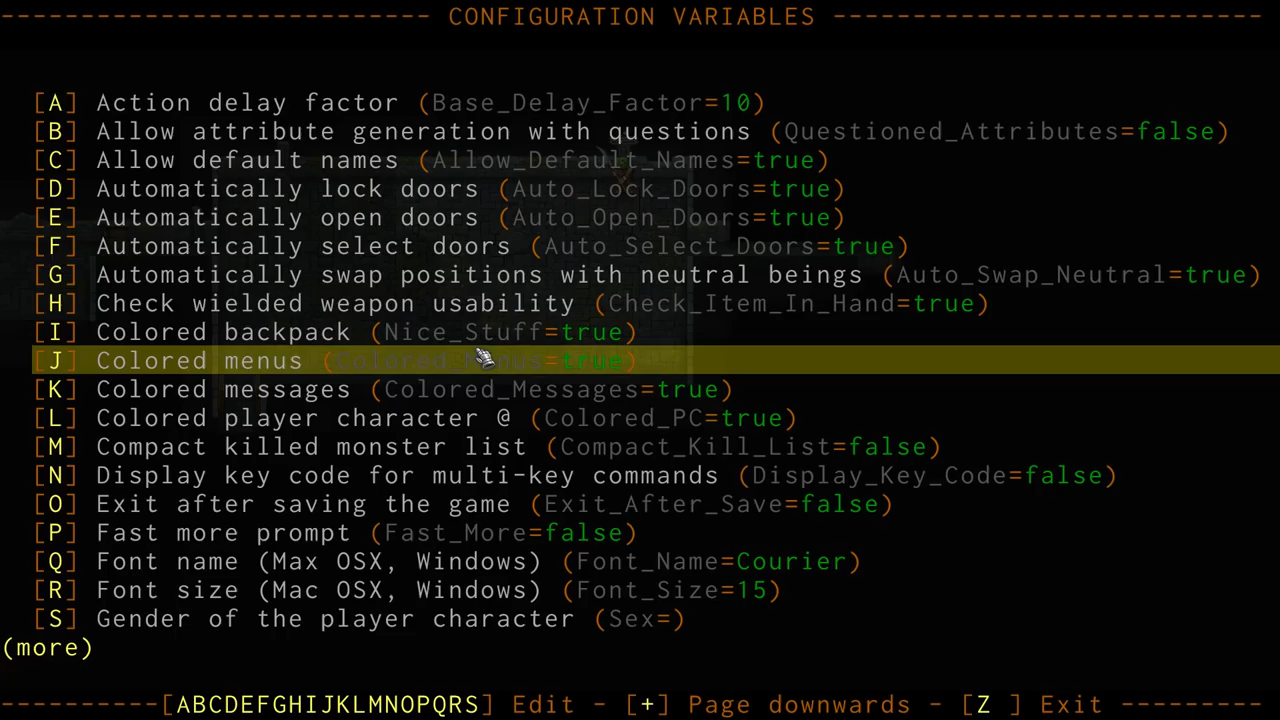 --------------------------- CONFIGURATION VARIABLES ---------------------------
[A] Action delay factor (Base_Delay_Factor=10)
[B] Allow attribute generation with questions (Questioned_Attributes=false)
[C] Allow default names (Allow_Default_Names=true)
[D] Automatically lock doors (Auto_Lock_Doors=true)
[E] Automatically open doors (Auto_Open_Doors=true)
[F] Automatically select doors (Auto_Select_Doors=true)
[G] Automatically swap positions with neutral beings (Auto_Swap_Neutral=true)
[H] Check wielded weapon usability (Check_Item_In_Hand=true)
[I] Colored backpack (Nice_Stuff=true)
[J] Colored menus (Colored_Menus=true)
[K] Colored messages (Colored_Messages=true)
[L] Colored player character @ (Colored_PC=true)
[M] Compact killed monster list (Compact_Kill_List=false)
[N] Display key code for multi-key commands (Display_Key_Code=false)
[O] Exit after saving the game (Exit_After_Save=false)
[P] Fast more prompt (Fast_More=false)
[Q] Font name (Max OSX, Windows) (Font_Name=Courier)
[R] Font size (Mac OSX, Windows) (Font_Size=15)
[S] Gender of the player character (Sex=)
(more)
----------[ABCDEFGHIJKLMNOPQRS] Edit - [+] Page downwards - [Z ] Exit ---------